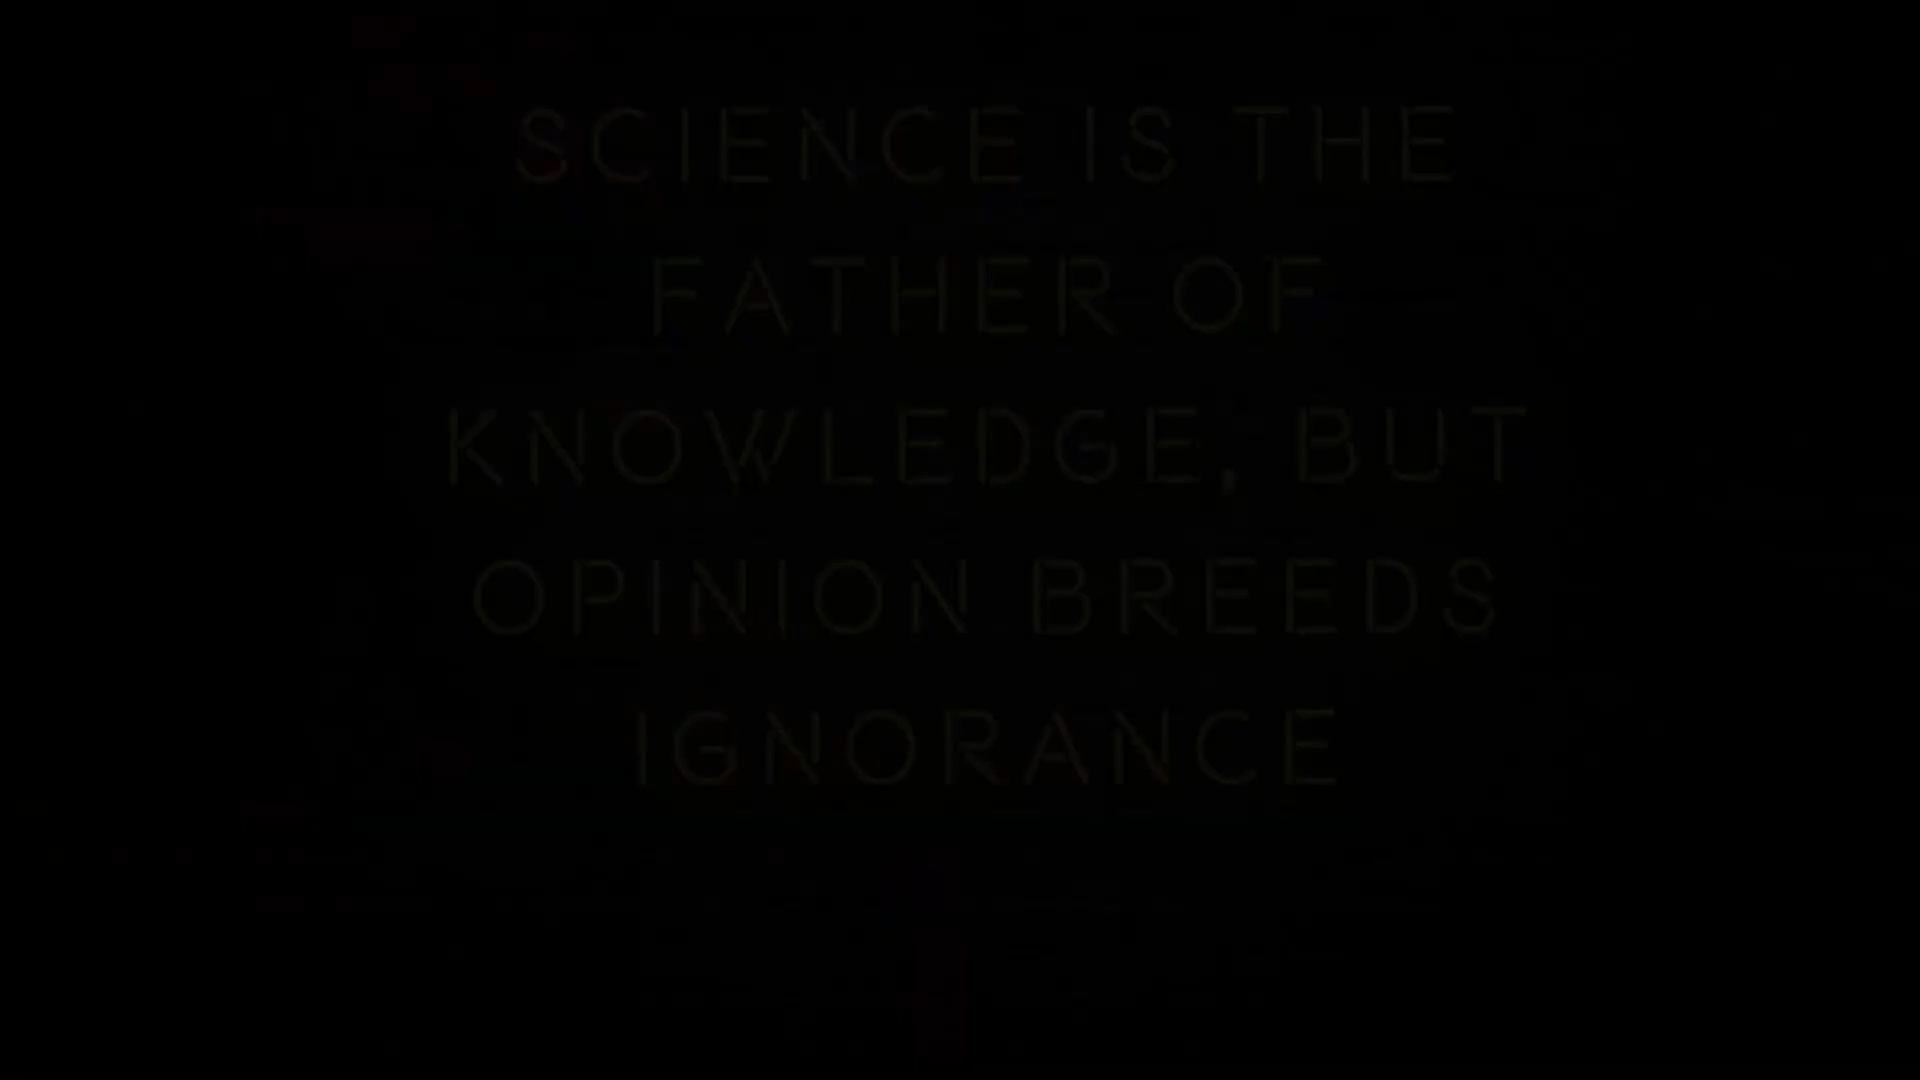 SCIENCE IS THE
FATHER OF
KNOWLEDGE, BUT
OPINION BREEDS
IGNORANCE